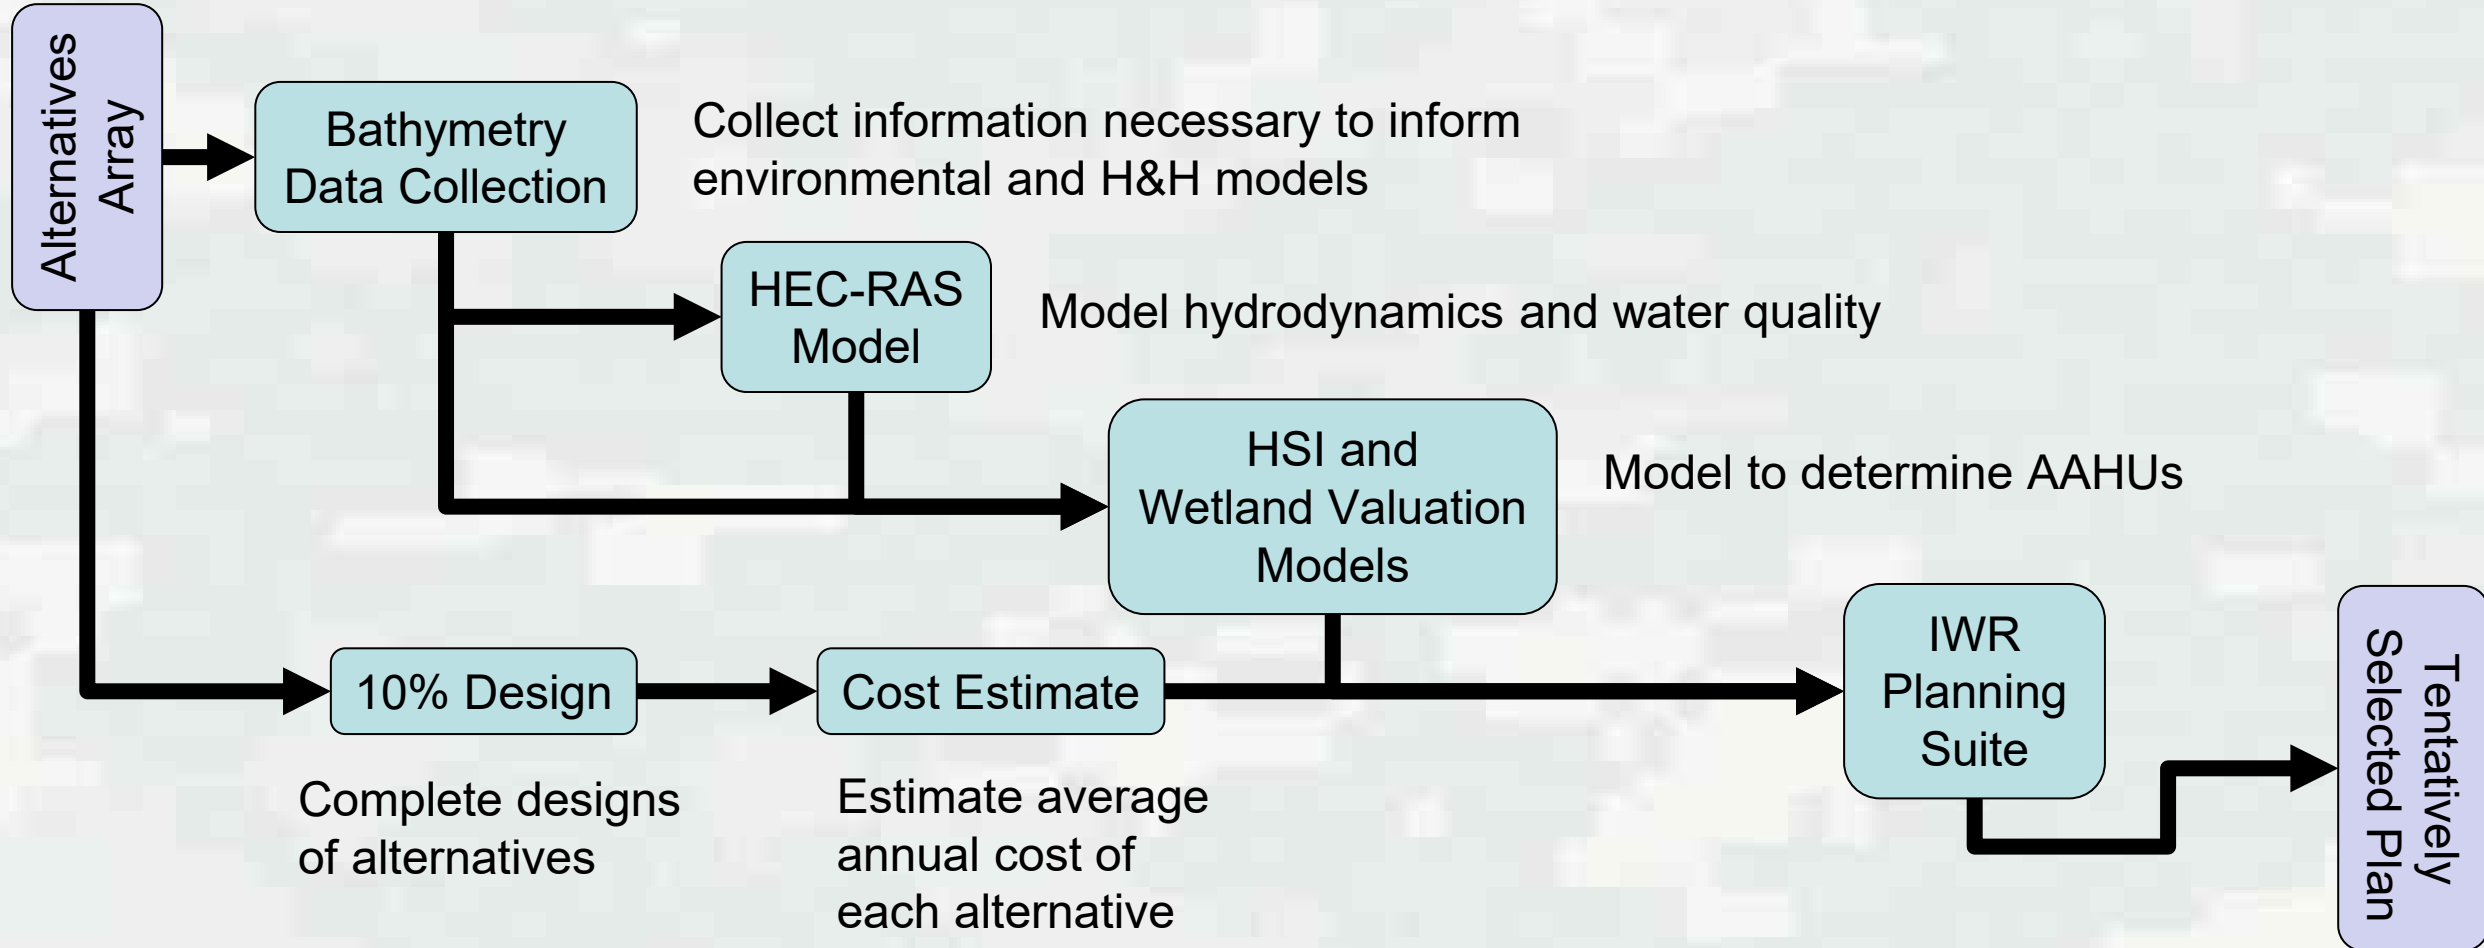 Alternatives
Array
Bathymetry
Data Collection
Collect information necessary to inform
environmental and H&H models
HEC-RAS
Model
Model hydrodynamics and water quality
HSI and
Wetland Valuation
Models
Model to determine AAHUs
10% Design
Complete designs
of alternatives
Cost Estimate
Estimate average
annual cost of
each alternative
IWR
Planning
Suite
Tentatively
Selected Plan